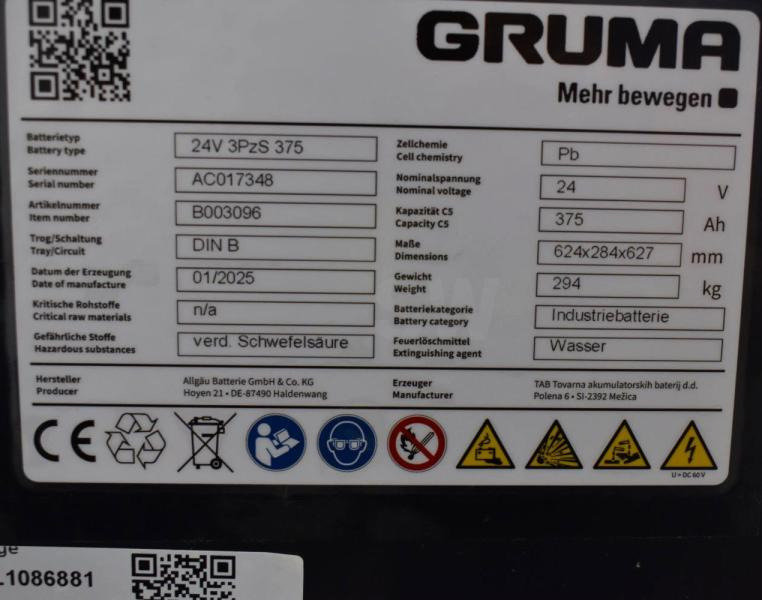 GRUMA
Mehr bewegen
Batterietyp
Battery type
24V 3PzS 375
Zellchemie
Cell chemistry
Pb
Seriennummer
Serial number
AC017348
Nominalspannung
Nominal voltage
24
V
Artikelnummer
Item number
B003096
Kapazität C5
Capacity C5
375
Ah
Trog/Schaltung
Tray/Circuit
DIN B
Maße
Dimensions
624x284x627
mm
Datum der Erzeugung
Date of manufacture
01/2025
Gewicht
Weight
294
kg
Kritische Rohstoffe
Critical raw materials
n/a
Batteriekategorie
Battery category
Industriebatterie
Gefährliche Stoffe
Hazardous substances
verd. Schwefelsäure
Feuerlöschmittel
Extinguishing agent
Wasser
Hersteller
Producer
Allgäu Batterie GmbH & Co. KG
Hoyen 21 • DE-87490 Haldenwang
Erzeuger
Manufacturer
TAB Tovarna akumulatorskih baterij d.d.
Polena 6 • SI-2392 Mežica
CE
U = DC 60 V
.1086881